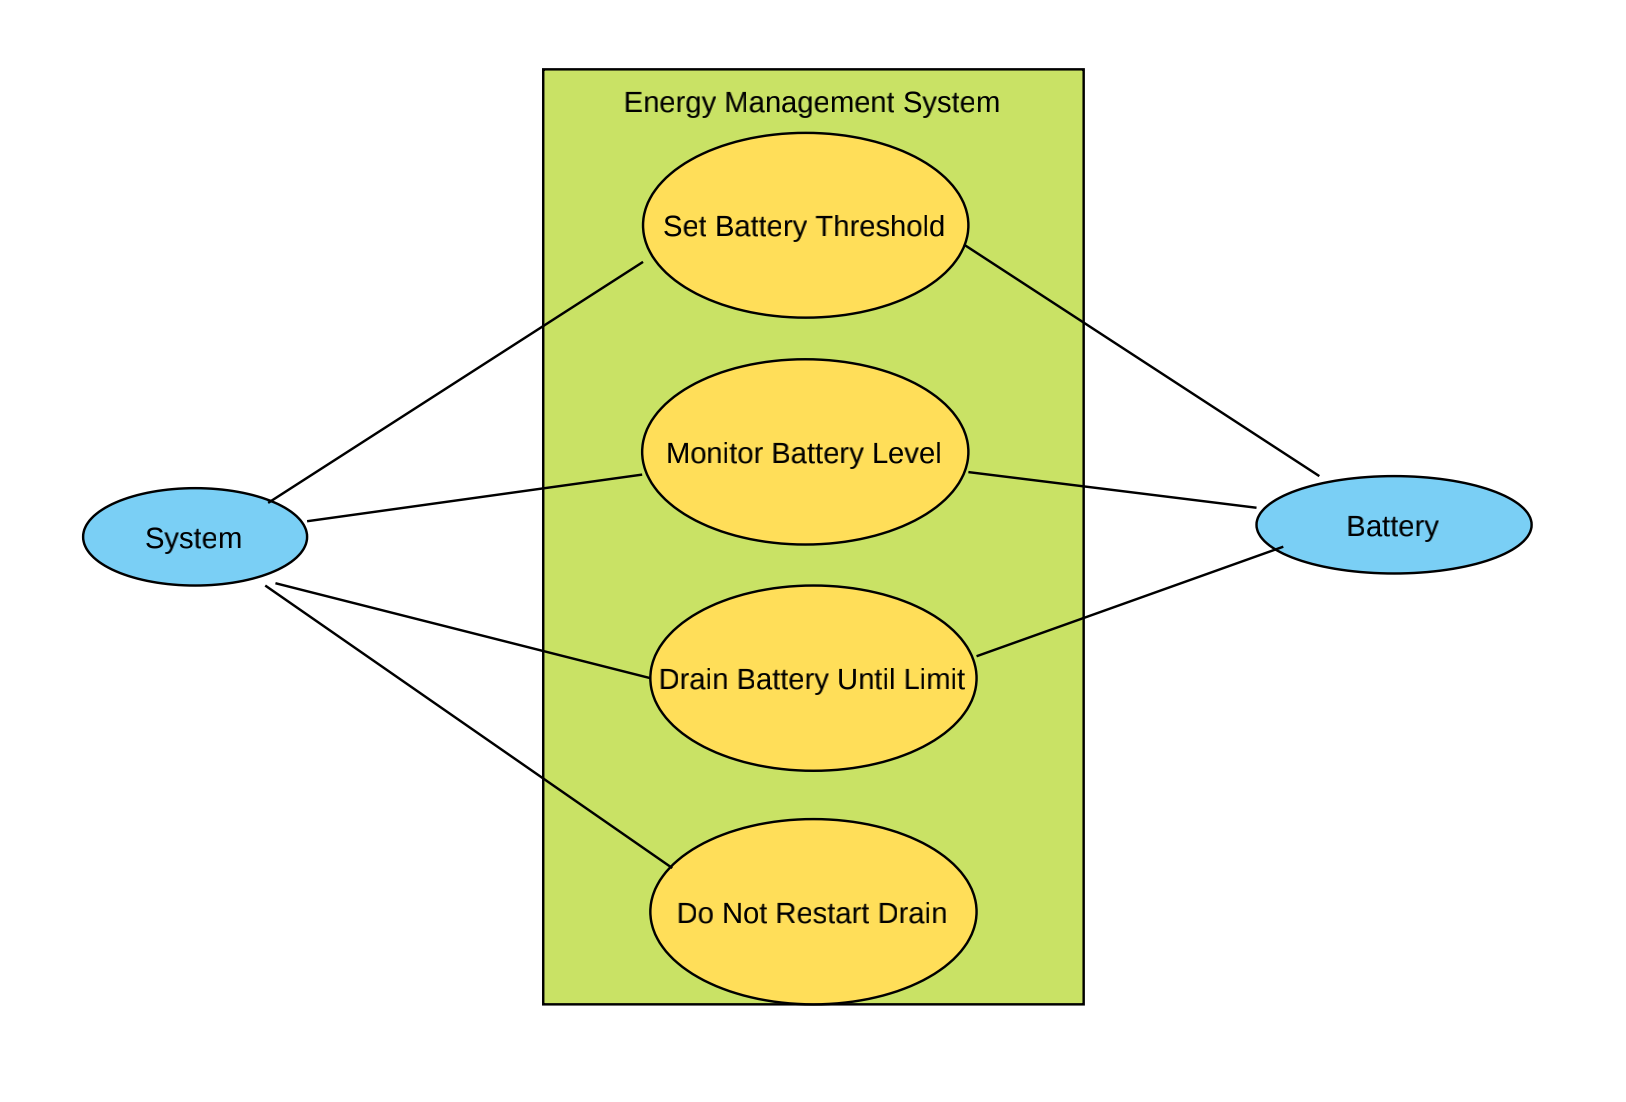 Energy Management System
Set Battery Threshold
Monitor Battery Level
System
Battery
Drain Battery Until Limit
Do Not Restart Drain